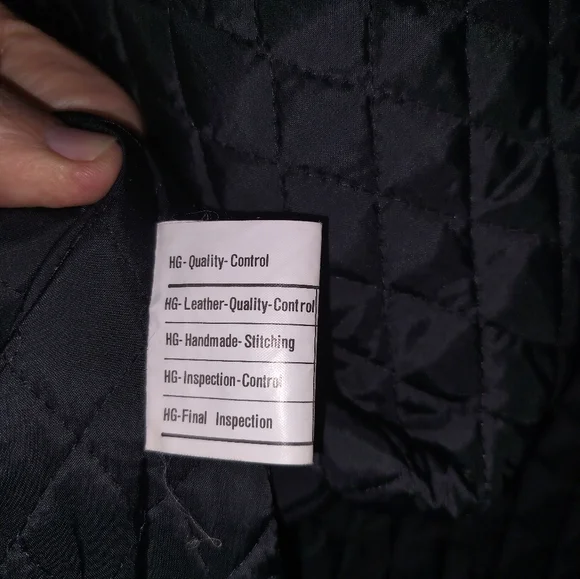 HG-Quality-Control
HG-Leather-Quality-Control
HG-Handmade-Stitching
HG-Inspection-Control
HG-Final Inspection